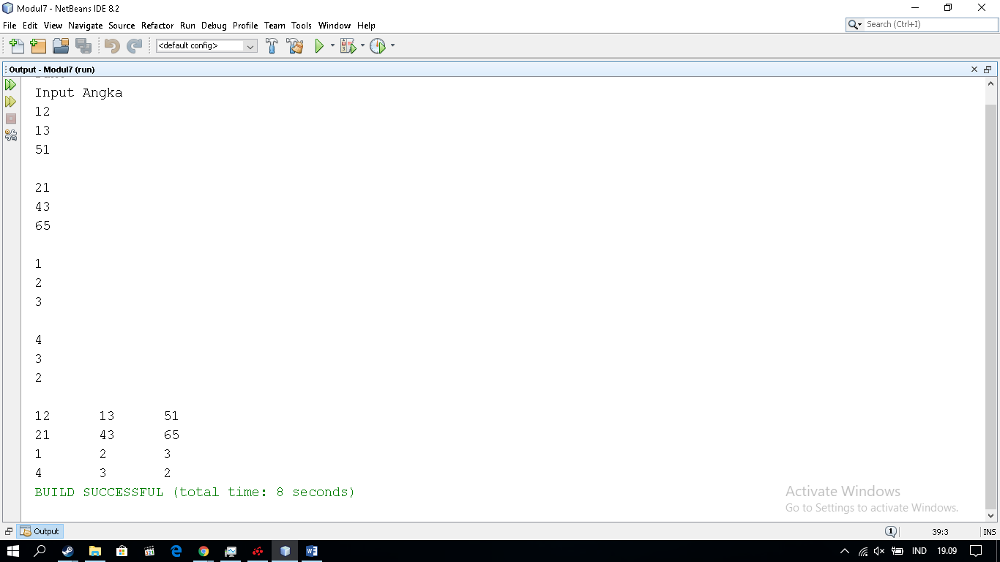 Modul7 - NetBeans IDE 8.2
File Edit View Navigate Source Refactor Run Debug Profile Team Tools Window Help
Search (Ctrl+I)
<default config>
Output - Modul7 (run)
Input Angka
12
13
51
21
43
65
1
2
3
4
3
2
12 13 51
21 43 65
1 2 3
4 3 2
BUILD SUCCESSFUL (total time: 8 seconds)
Activate Windows
Go to Settings to activate Windows.
Output
1
39:3
INS
IND
19.09